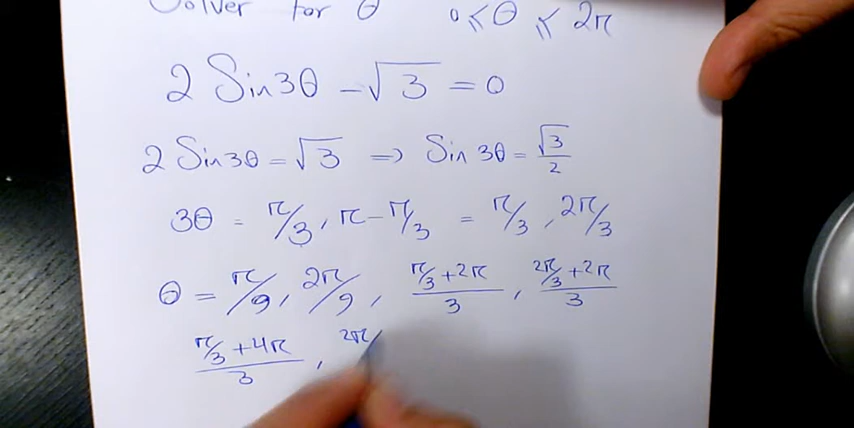 Solver for θ 0 ⩽ θ ⩽ 2π
2 Sin3θ - √3 = 0
2 Sin3θ = √3 => Sin 3θ = √3/2
3θ = π/3, π - π/3 = π/3, 2π/3
θ = π/9, 2π/9, (π/3 + 2π)/3, (2π/3 + 2π)/3
(π/3 + 4π)/3, 2π/